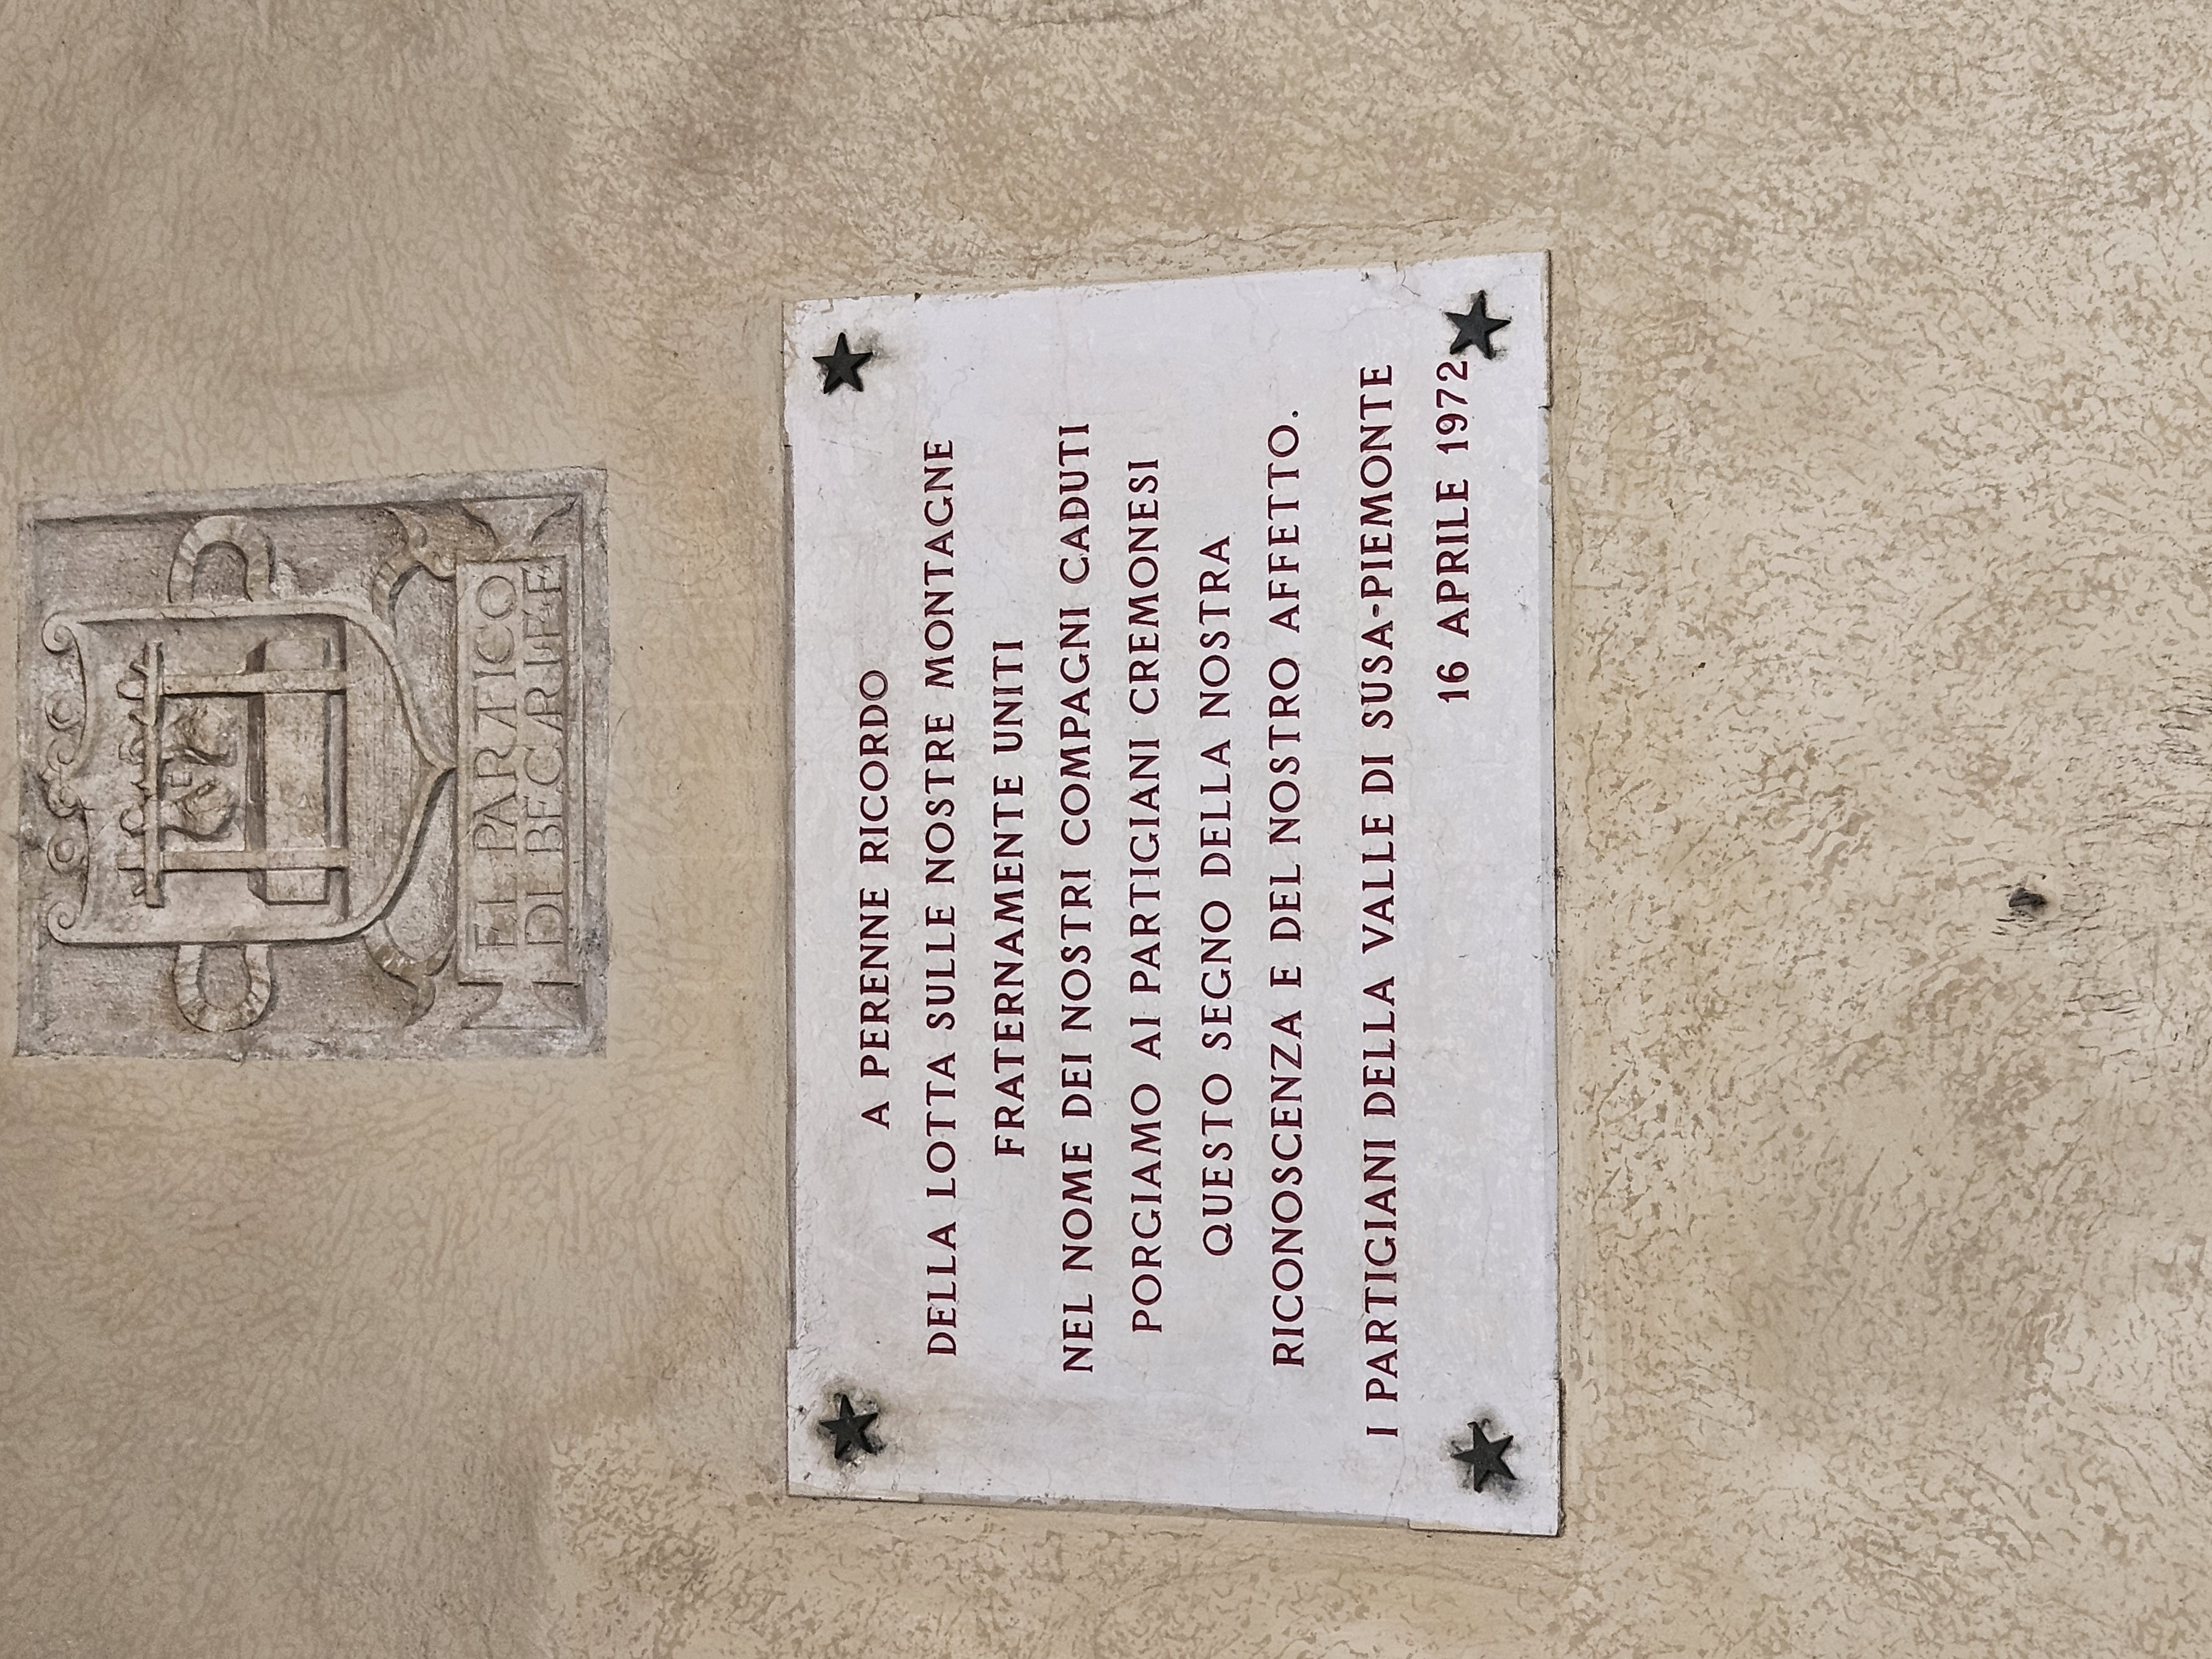 EL PARATICO
DI BECARI E F
A PERENNE RICORDO
DELLA LOTTA SULLE NOSTRE MONTAGNE
FRATERNAMENTE UNITI
NEL NOME DEI NOSTRI COMPAGNI CADUTI
PORGIAMO AI PARTIGIANI CREMONESI
QUESTO SEGNO DELLA NOSTRA
RICONOSCENZA E DEL NOSTRO AFFETTO.
I PARTIGIANI DELLA VALLE DI SUSA-PIEMONTE
16 APRILE 1972